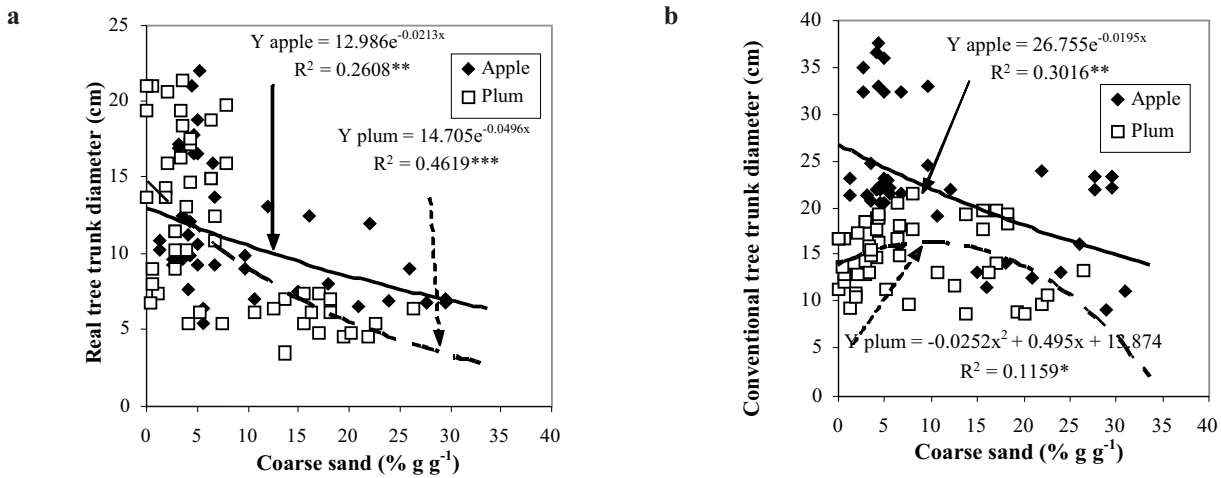 a
Real tree trunk diameter (cm)
25
20
15
10
5
0
0 5 10 15 20 25 30 35 40
Coarse sand (% g g⁻¹)
Y apple = 12.986e⁻⁰·⁰²¹³ˣ
R² = 0.2608**
Apple
Plum
Y plum = 14.705e⁻⁰·⁰⁴⁹⁶ˣ
R² = 0.4619***
b
Conventional tree trunk diameter (cm)
40
35
30
25
20
15
10
5
0
0 5 10 15 20 25 30 35 40
Coarse sand (% g g⁻¹)
Y apple = 26.755e⁻⁰·⁰¹⁹⁵ˣ
R² = 0.3016**
Apple
Plum
Y plum = -0.0252x² + 0.495x + 13.874
R² = 0.1159*